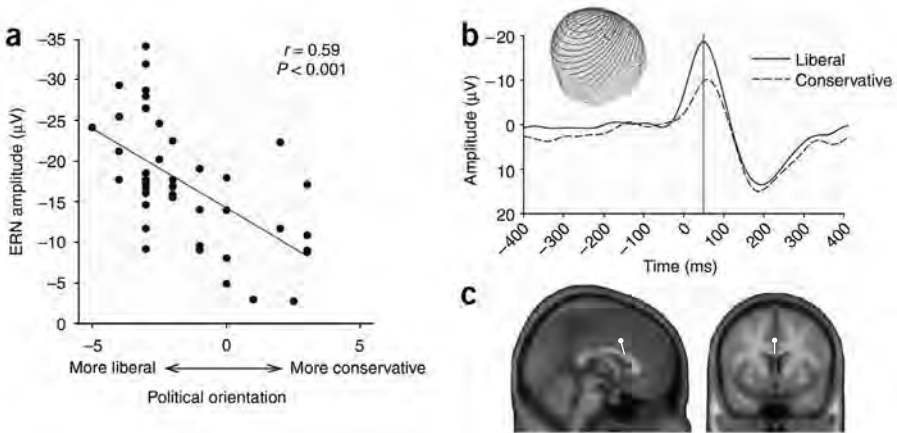 a
r = 0.59
P < 0.001
ERN amplitude (μV)
−35
−30
−25
−20
−15
−10
−5
0
−5
0
5
More liberal
More conservative
Political orientation
b
Liberal
Conservative
Amplitude (μV)
−20
−10
0
10
20
−400
−300
−200
−100
0
100
200
300
400
Time (ms)
c